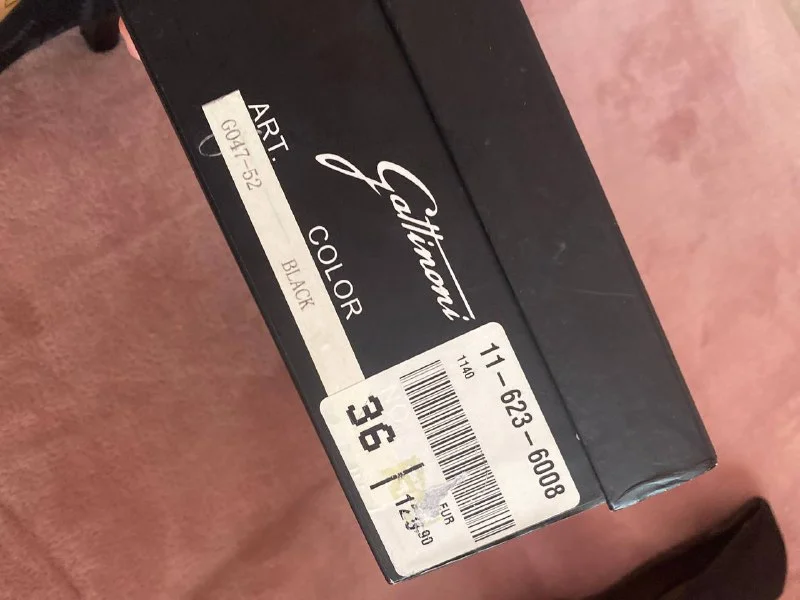 Gattinoni
ART.
G047-52
COLOR
BLACK
11-623-6008
1140
36
EUR